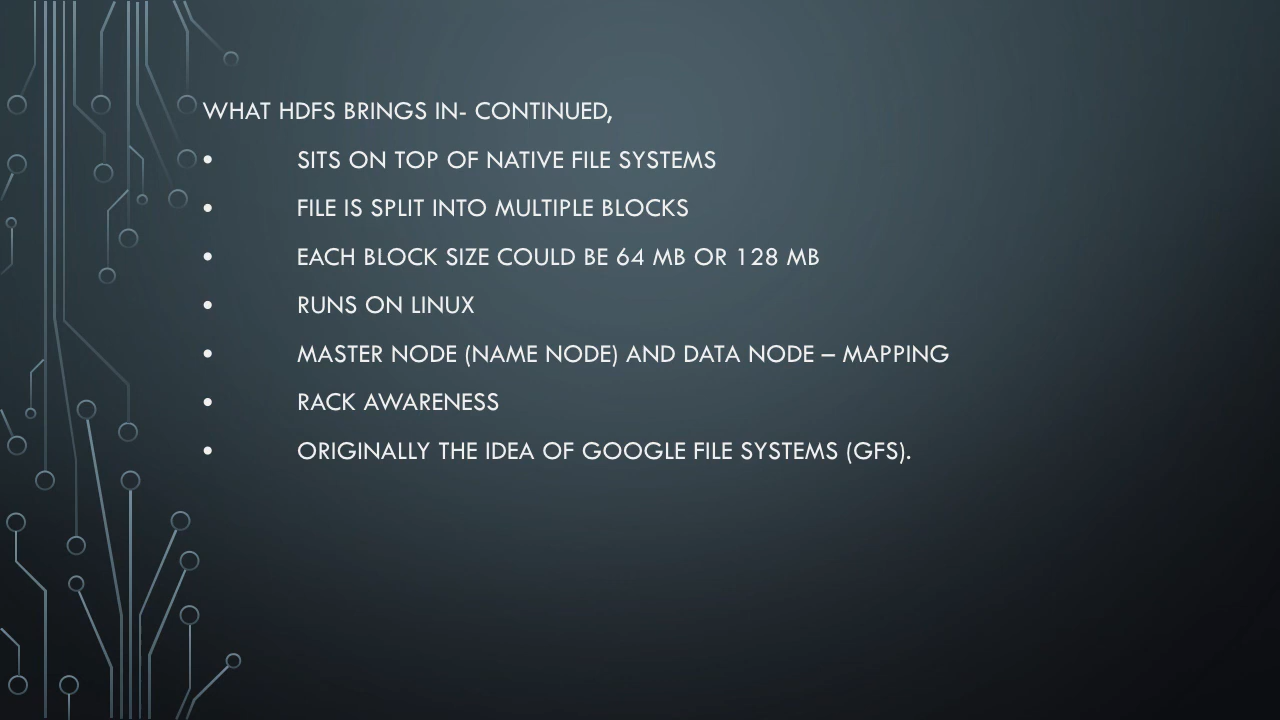 WHAT HDFS BRINGS IN- CONTINUED,
• SITS ON TOP OF NATIVE FILE SYSTEMS
• FILE IS SPLIT INTO MULTIPLE BLOCKS
• EACH BLOCK SIZE COULD BE 64 MB OR 128 MB
• RUNS ON LINUX
• MASTER NODE (NAME NODE) AND DATA NODE – MAPPING
• RACK AWARENESS
• ORIGINALLY THE IDEA OF GOOGLE FILE SYSTEMS (GFS).